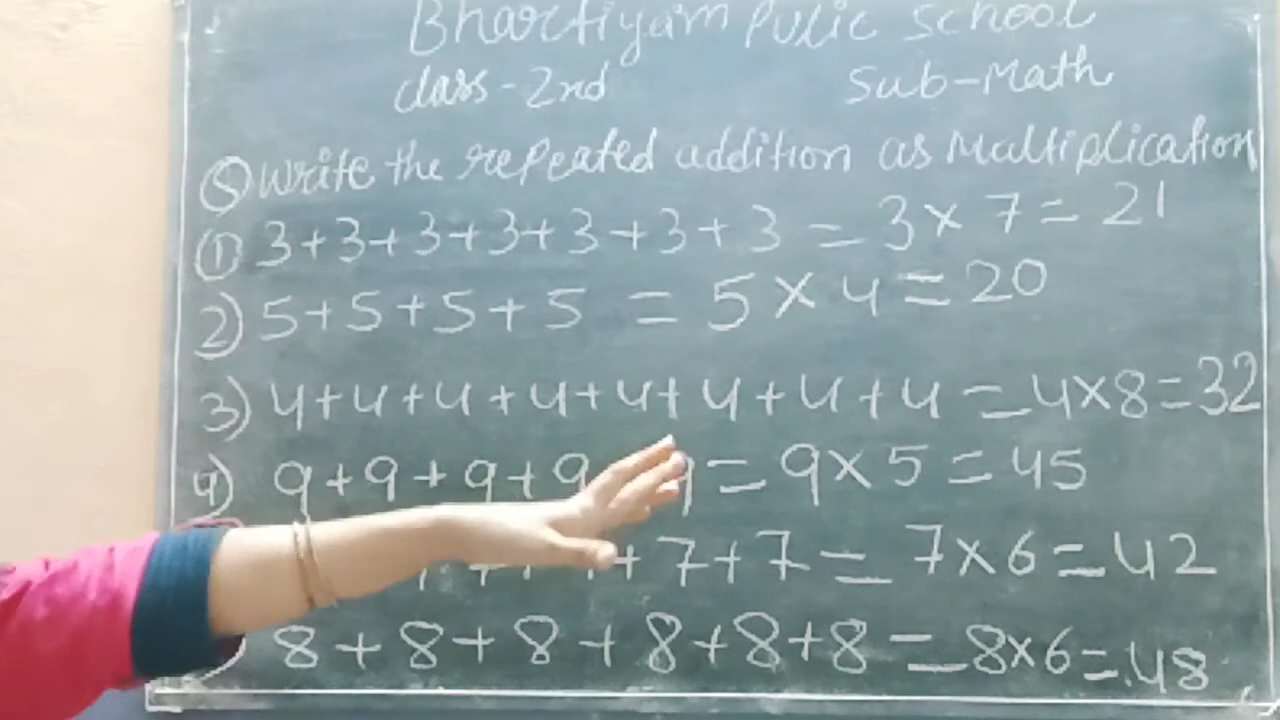 Bhartiyam Pulic School
class-2nd Sub-Math
Ⓢ Write the repeated addition as Maltiplication
① 3+3+3+3+3+3+3 = 3×7=21
2) 5+5+5+5 = 5×4=20
3) 4+4+4+4+4+4+4+4 = 4×8=32
4) 9+9+9+9 9 = 9×5=45
+7+7 = 7×6=42
) 8+8+8+8+8+8 = 8×6=48